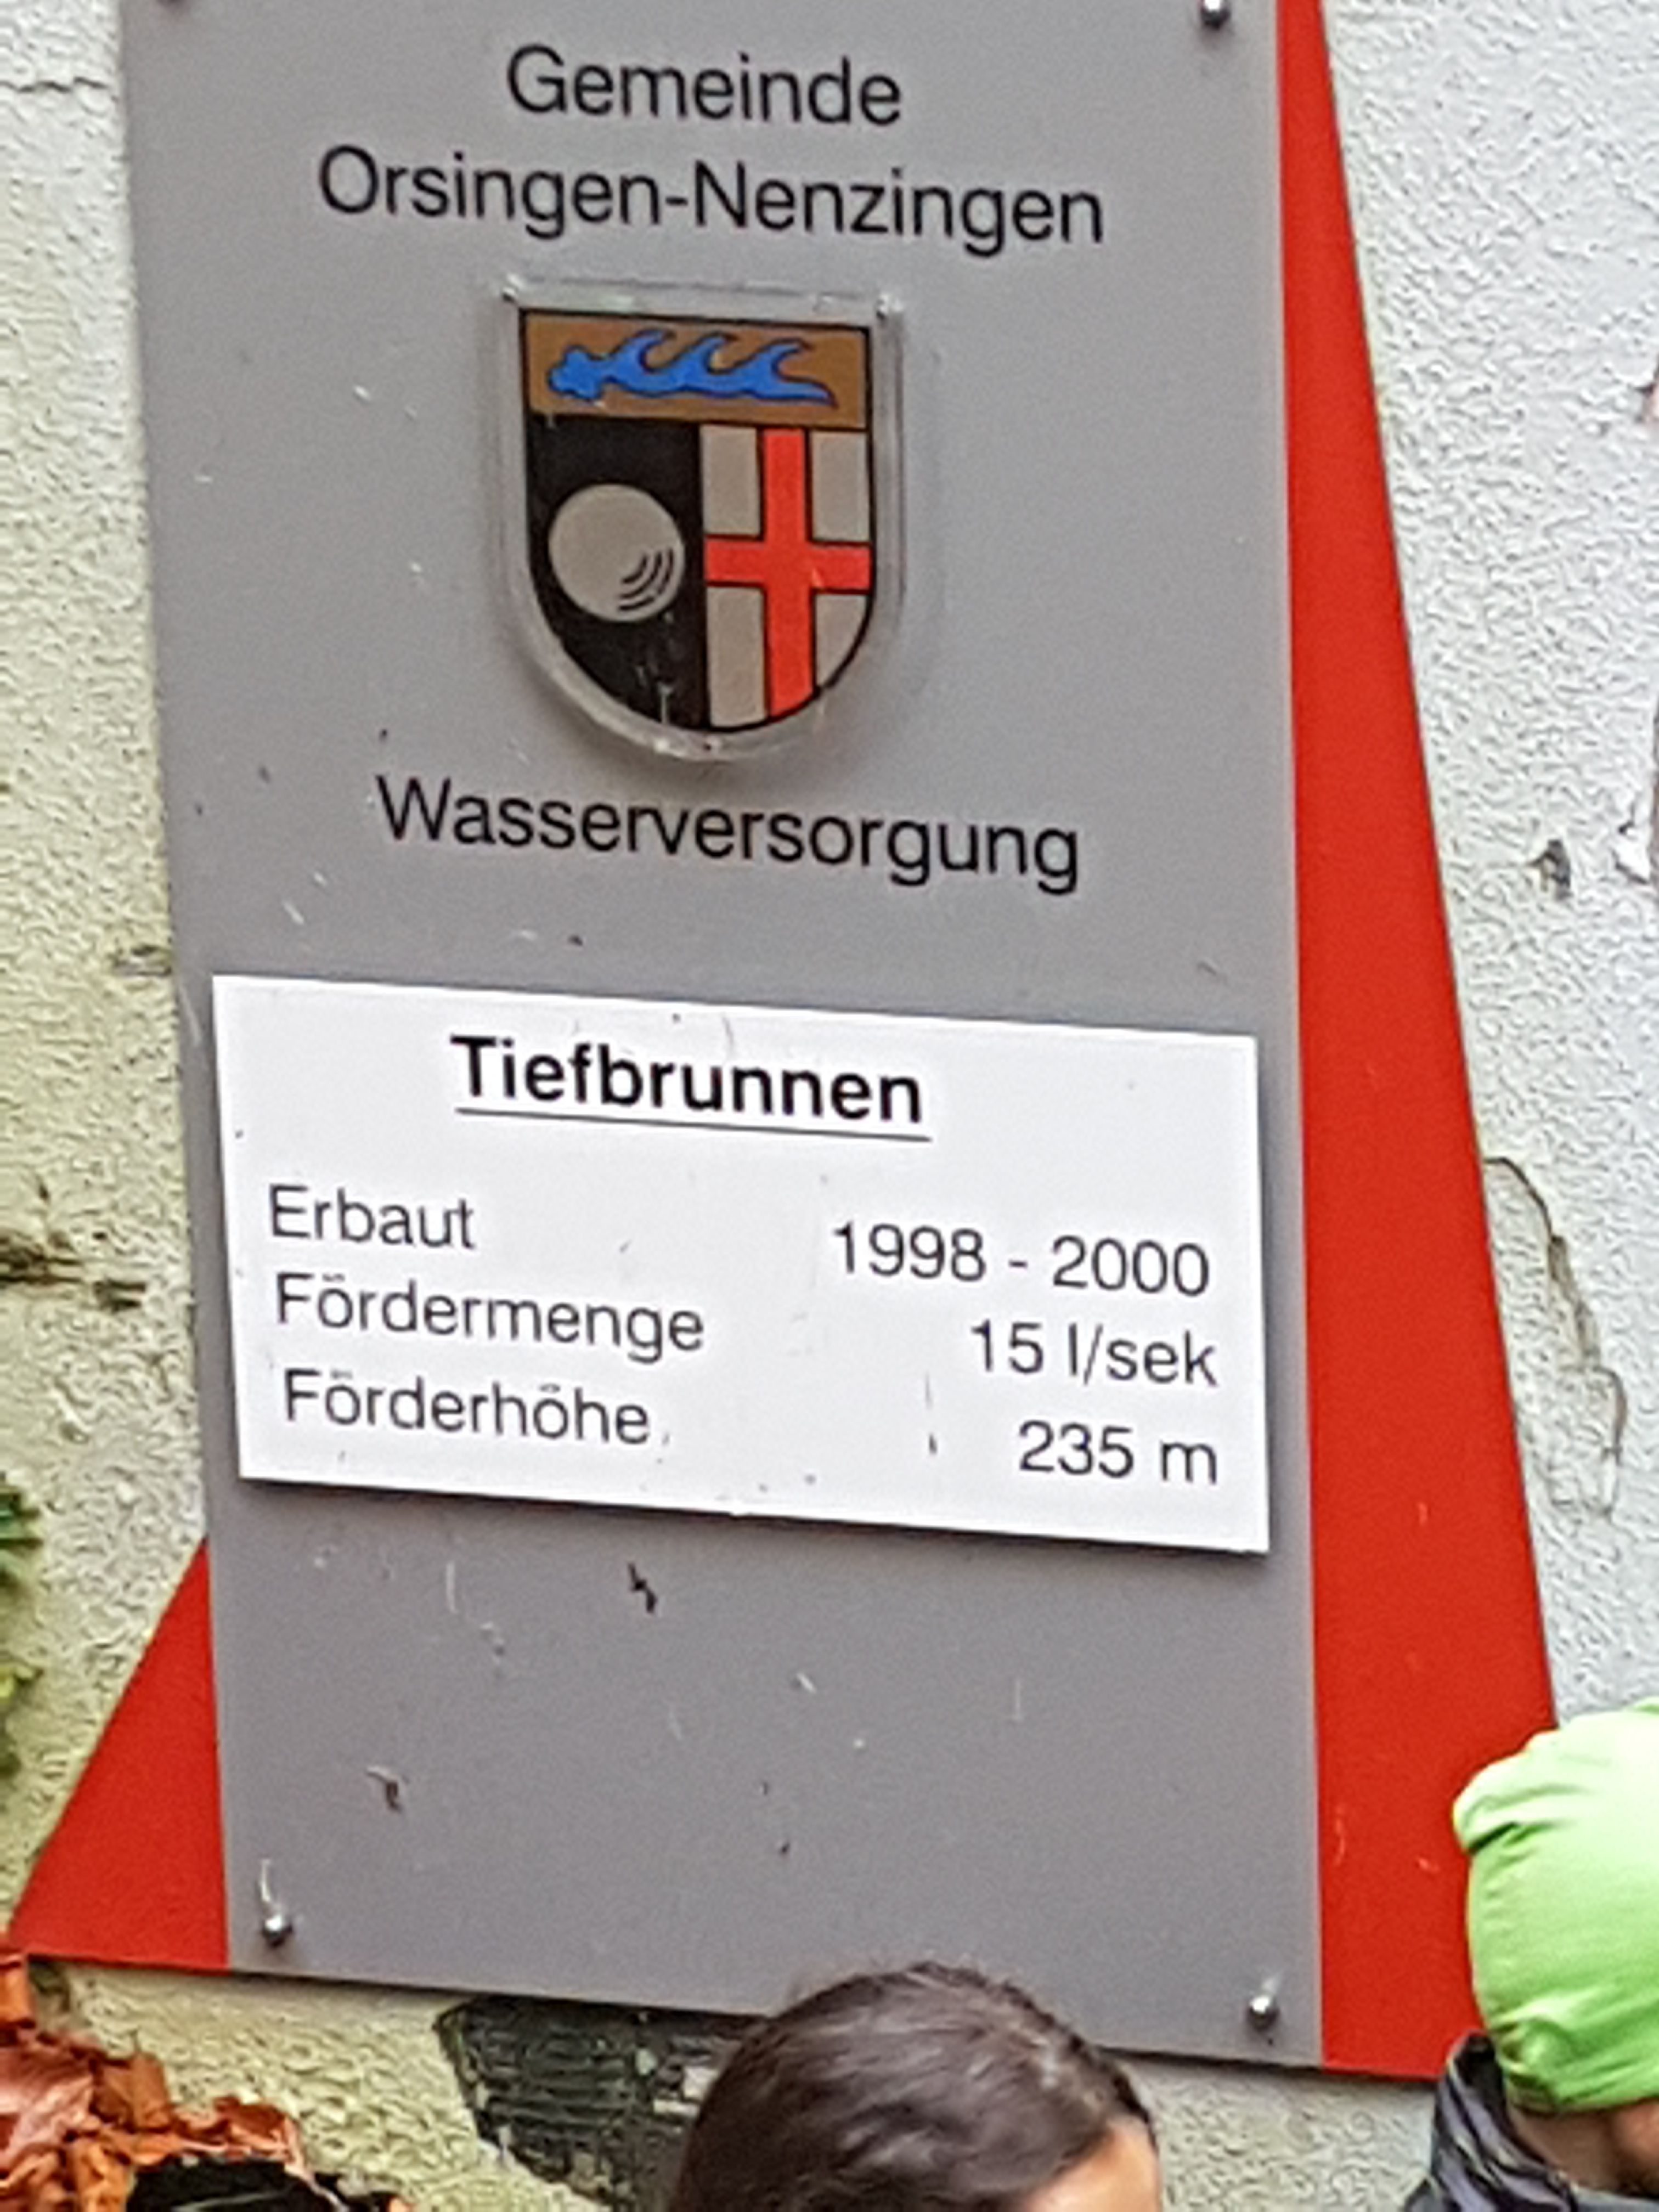 Gemeinde
Orsingen-Nenzingen
Wasserversorgung
Tiefbrunnen
Erbaut 1998 - 2000
Fördermenge 15 l/sek
Förderhöhe 235 m